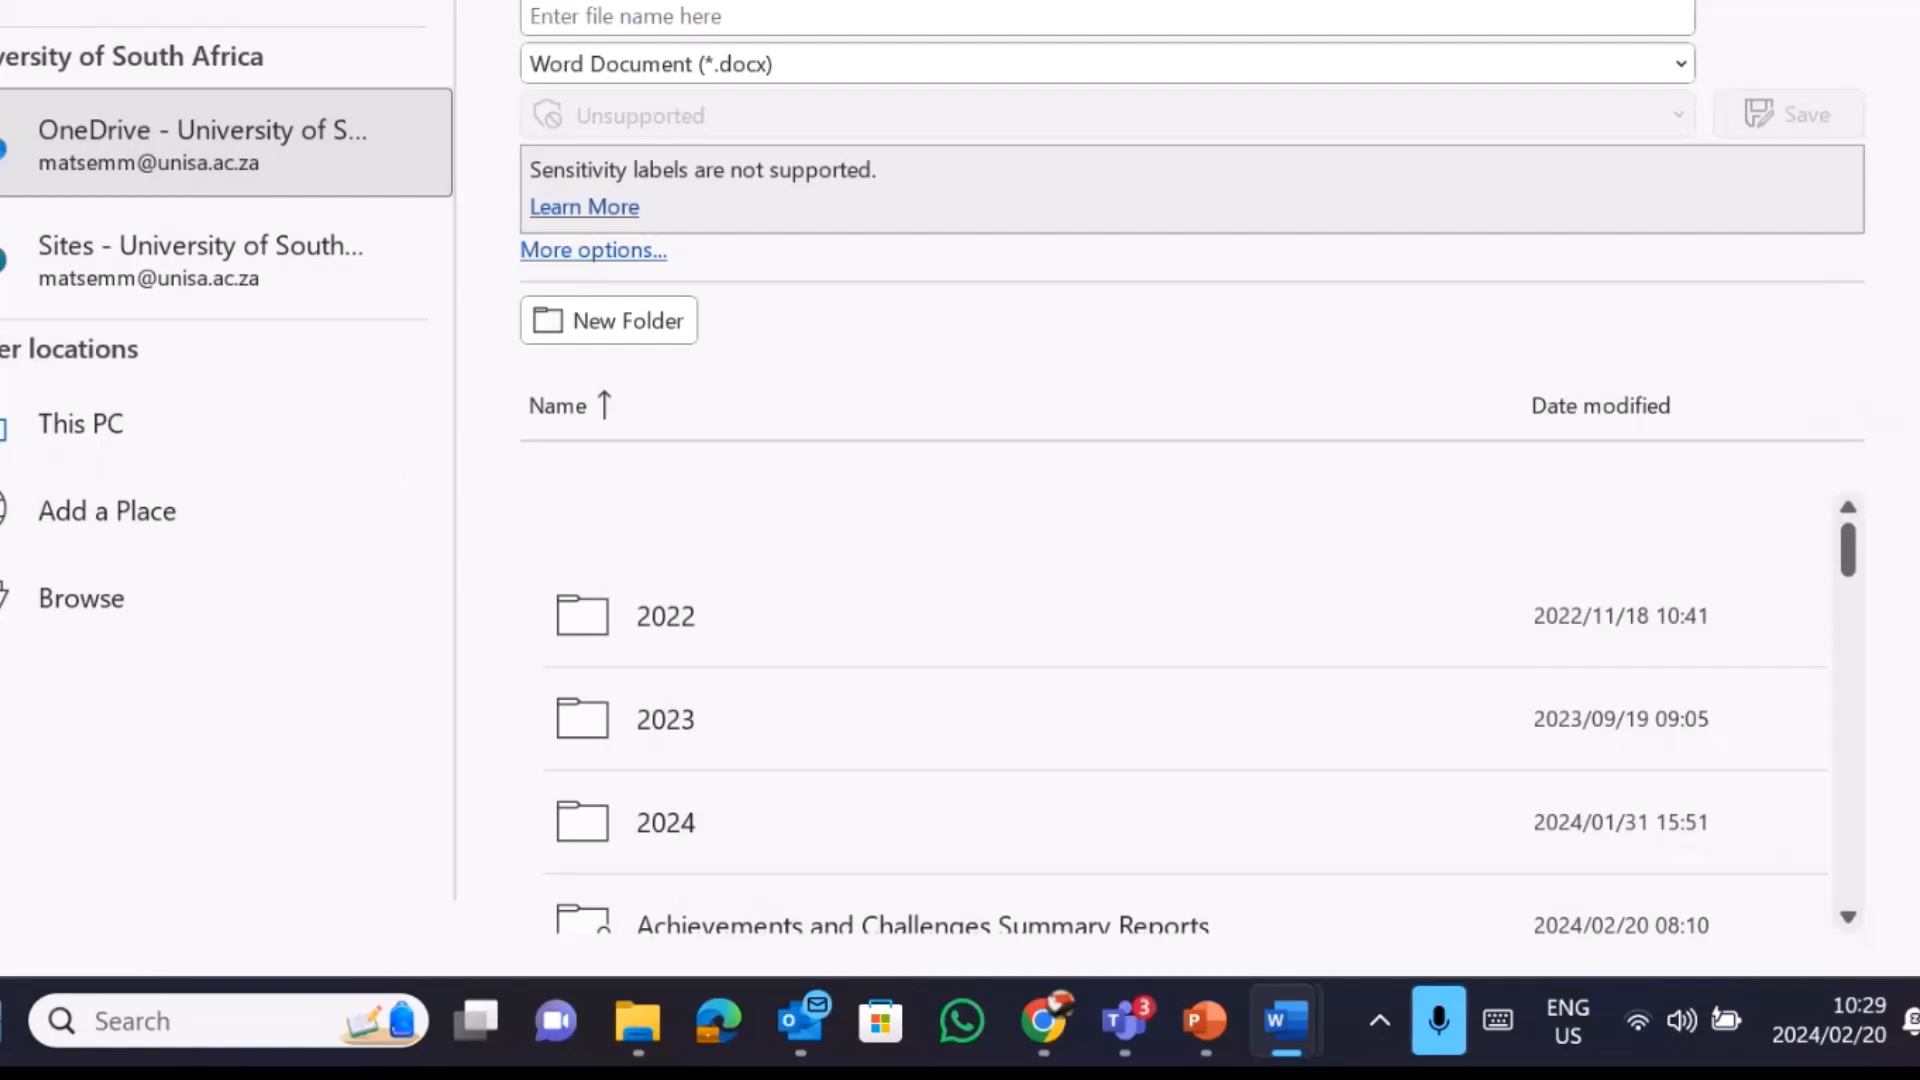 Enter file name here
Word Document (*.docx)
Unsupported
Save
Sensitivity labels are not supported.
Learn More
More options...
New Folder
Name
Date modified
2022
2022/11/18 10:41
2023
2023/09/19 09:05
2024
2024/01/31 15:51
Achievements and Challenges Summary Reports
2024/02/20 08:10
versity of South Africa
OneDrive - University of S...
matsemm@unisa.ac.za
Sites - University of South...
matsemm@unisa.ac.za
er locations
This PC
Add a Place
Browse
Search
3
ENG
US
10:29
2024/02/20